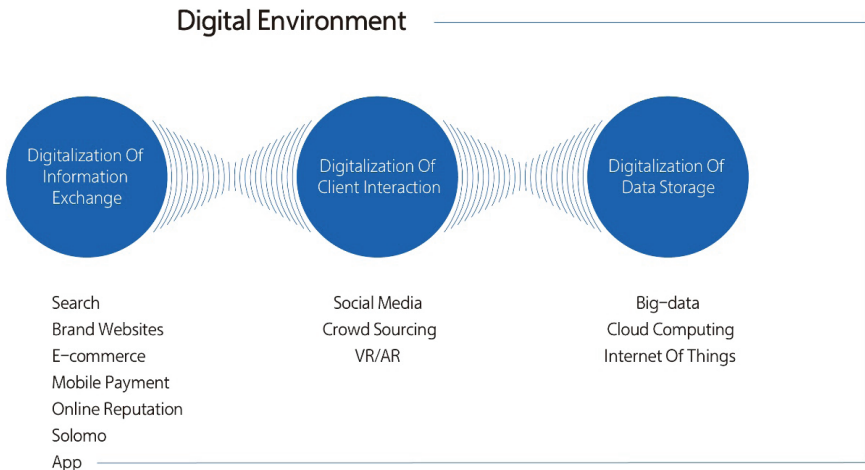 Digital Environment
Digitalization Of
Information
Exchange
Digitalization Of
Client Interaction
Digitalization Of
Data Storage
Search
Brand Websites
E-commerce
Mobile Payment
Online Reputation
Solomo
App
Social Media
Crowd Sourcing
VR/AR
Big-data
Cloud Computing
Internet Of Things